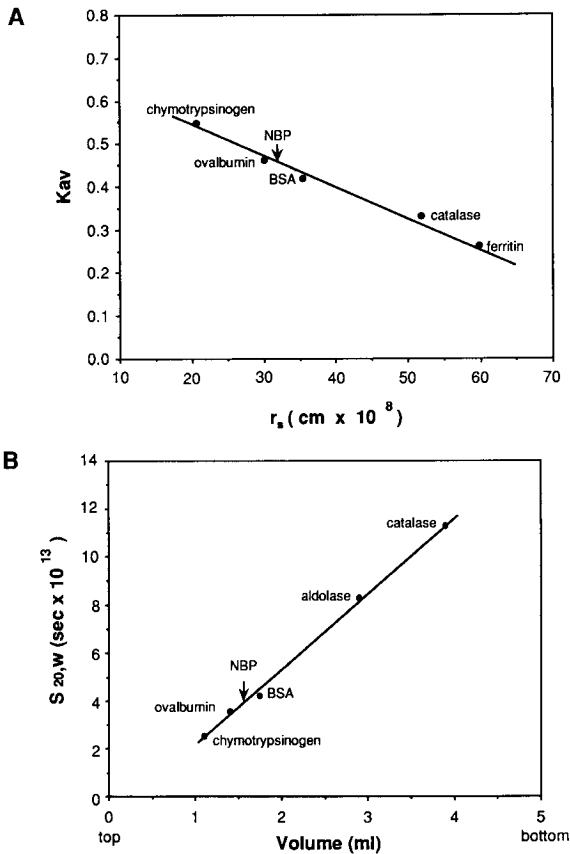 A
0.8
0.7
0.6
0.5
0.4
0.3
0.2
0.1
0.0
Kav
chymotrypsinogen
NBP
ovalbumin
BSA
catalase
ferritin
10 20 30 40 50 60 70
rs ( cm x 10 8 )
B
14
12
10
8
6
4
2
0
S 20,w (sec x 10 13 )
catalase
aldolase
NBP
ovalbumin
BSA
chymotrypsinogen
0 1 2 3 4 5
top Volume (ml) bottom